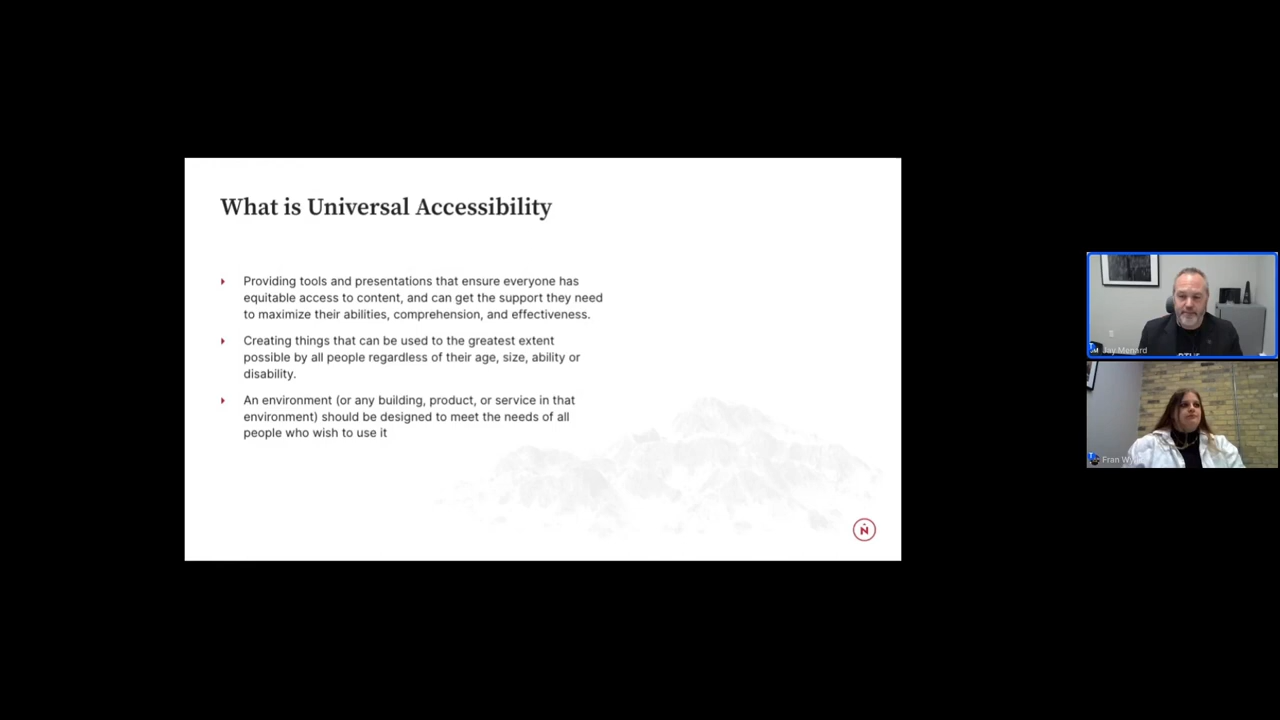 What is Universal Accessibility
Providing tools and presentations that ensure everyone has
equitable access to content, and can get the support they need
to maximize their abilities, comprehension, and effectiveness.
Creating things that can be used to the greatest extent
possible by all people regardless of their age, size, ability or
disability.
An environment (or any building, product, or service in that
environment) should be designed to meet the needs of all
people who wish to use it
N
Jay Menard
Fran